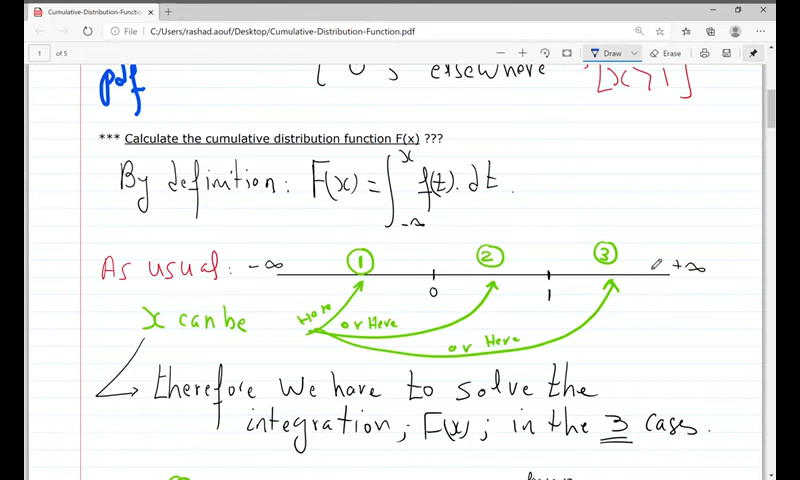 Cumulative-Distribution-Function
File C:/Users/rashad.aouf/Desktop/Cumulative-Distribution-Function.pdf
1 of 5 Draw Erase
pdf
0 ; elsewhere [x>1]
*** Calculate the cumulative distribution function F(x) ???
By definition: F(x) = ∫_{-∞}^{x} f(t). dt
As usual: -∞ 1 2 3 +∞
0 1
x can be Here or Here
or Here
therefore We have to solve the
integration, F(x); in the 3 cases.